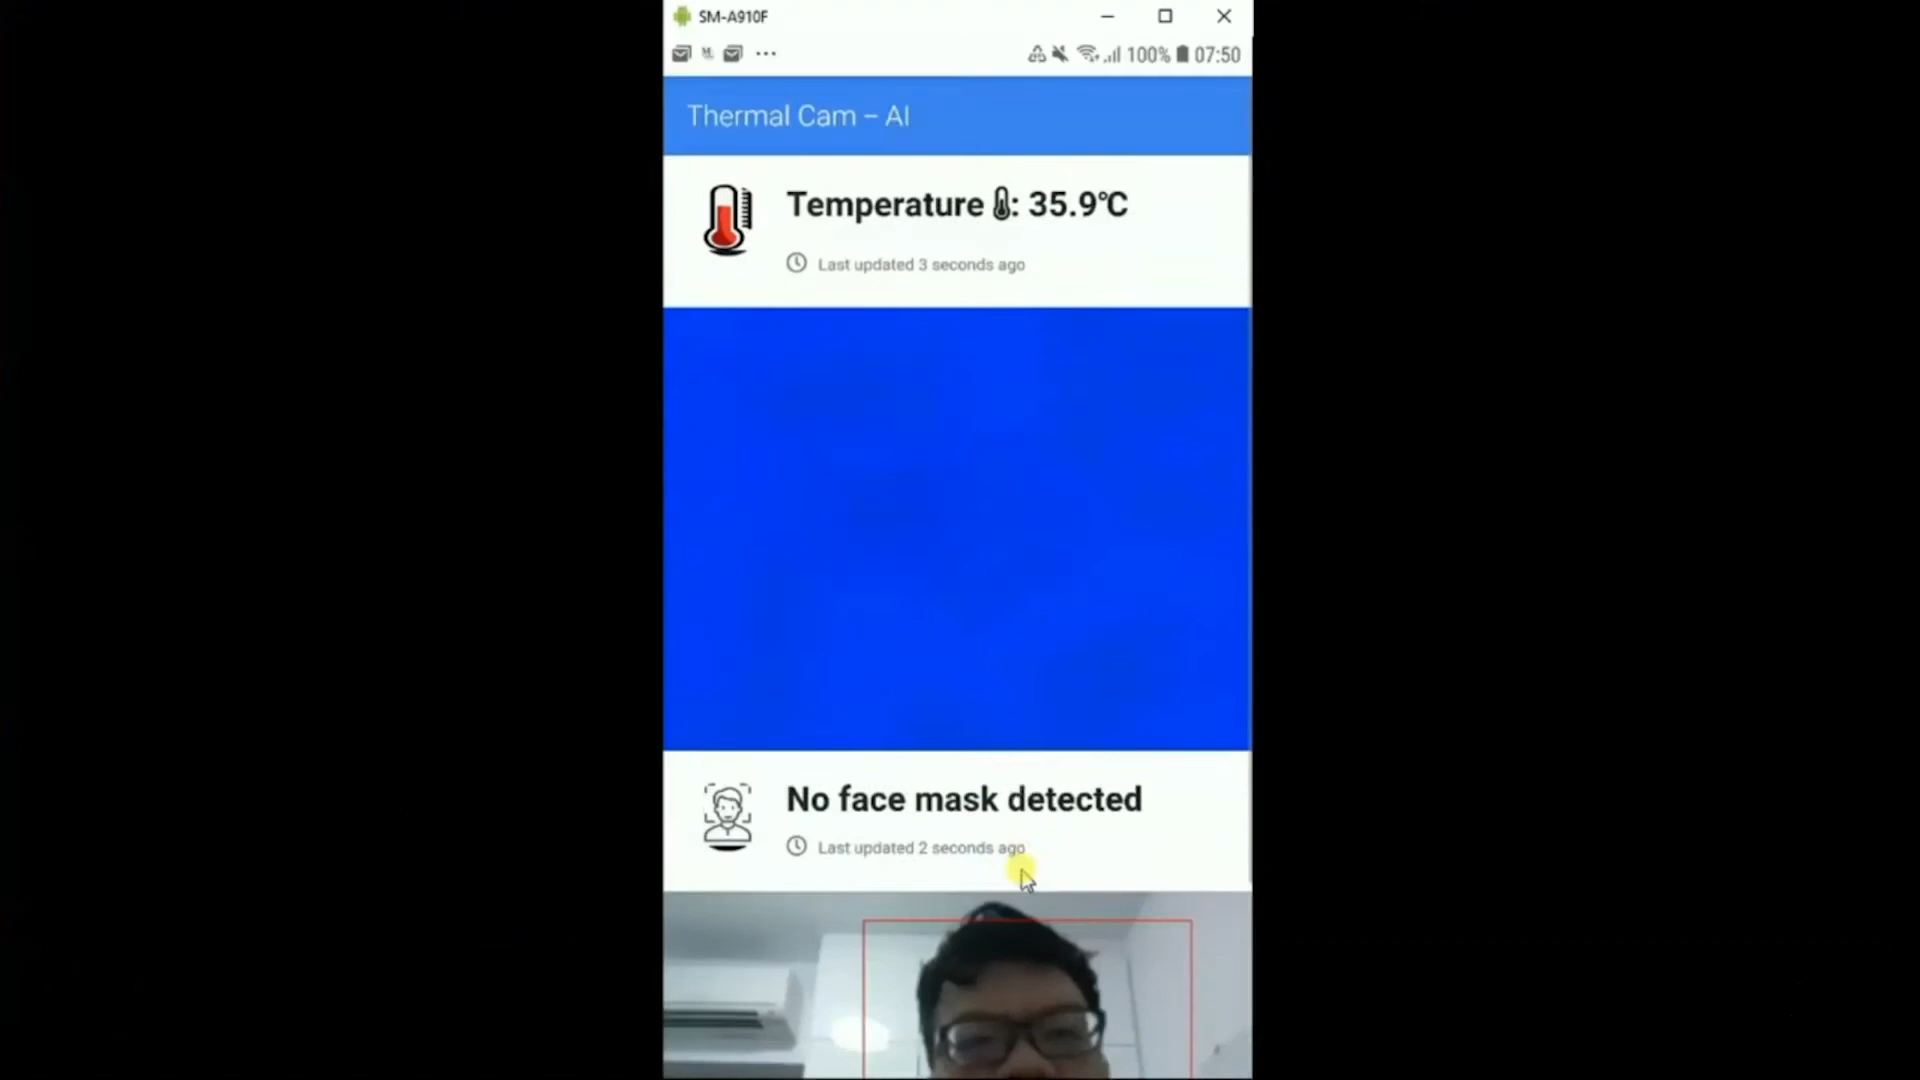 SM-A910F
100% 07:50
Thermal Cam – AI
Temperature 🌡: 35.9℃
Last updated 3 seconds ago
No face mask detected
Last updated 2 seconds ago